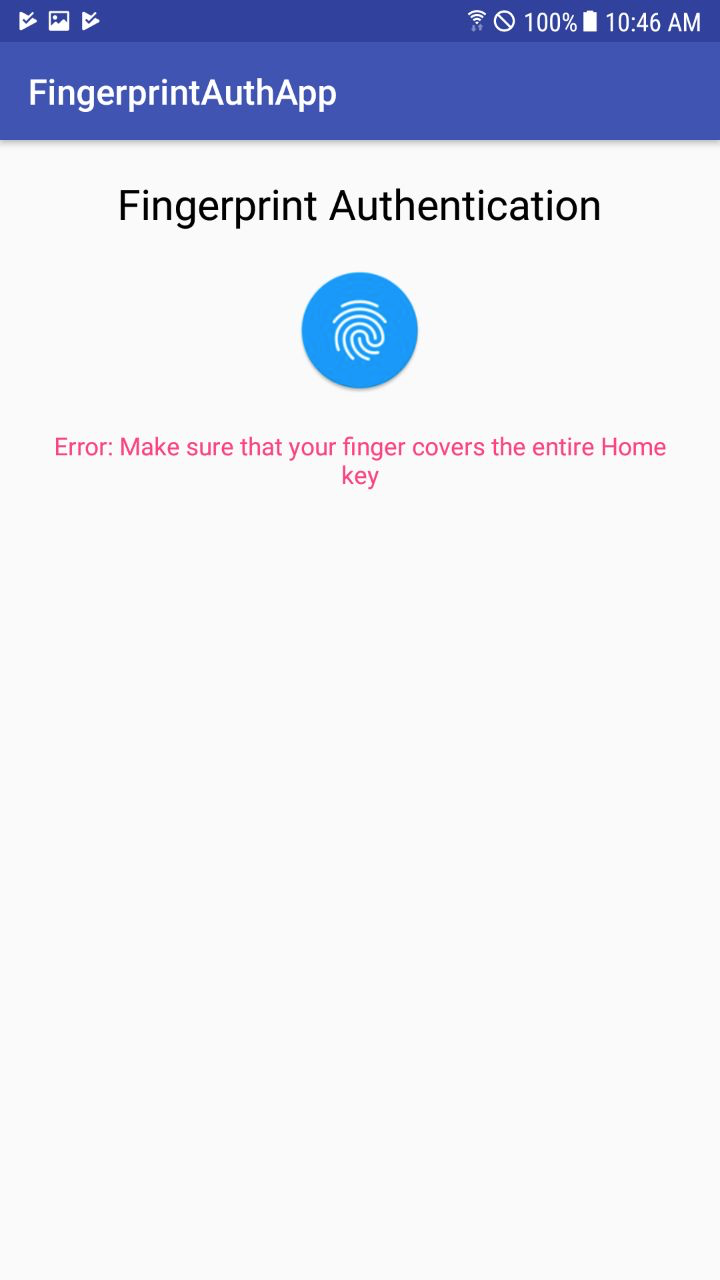 100% 10:46 AM
FingerprintAuthApp
Fingerprint Authentication
Error: Make sure that your finger covers the entire Home
key